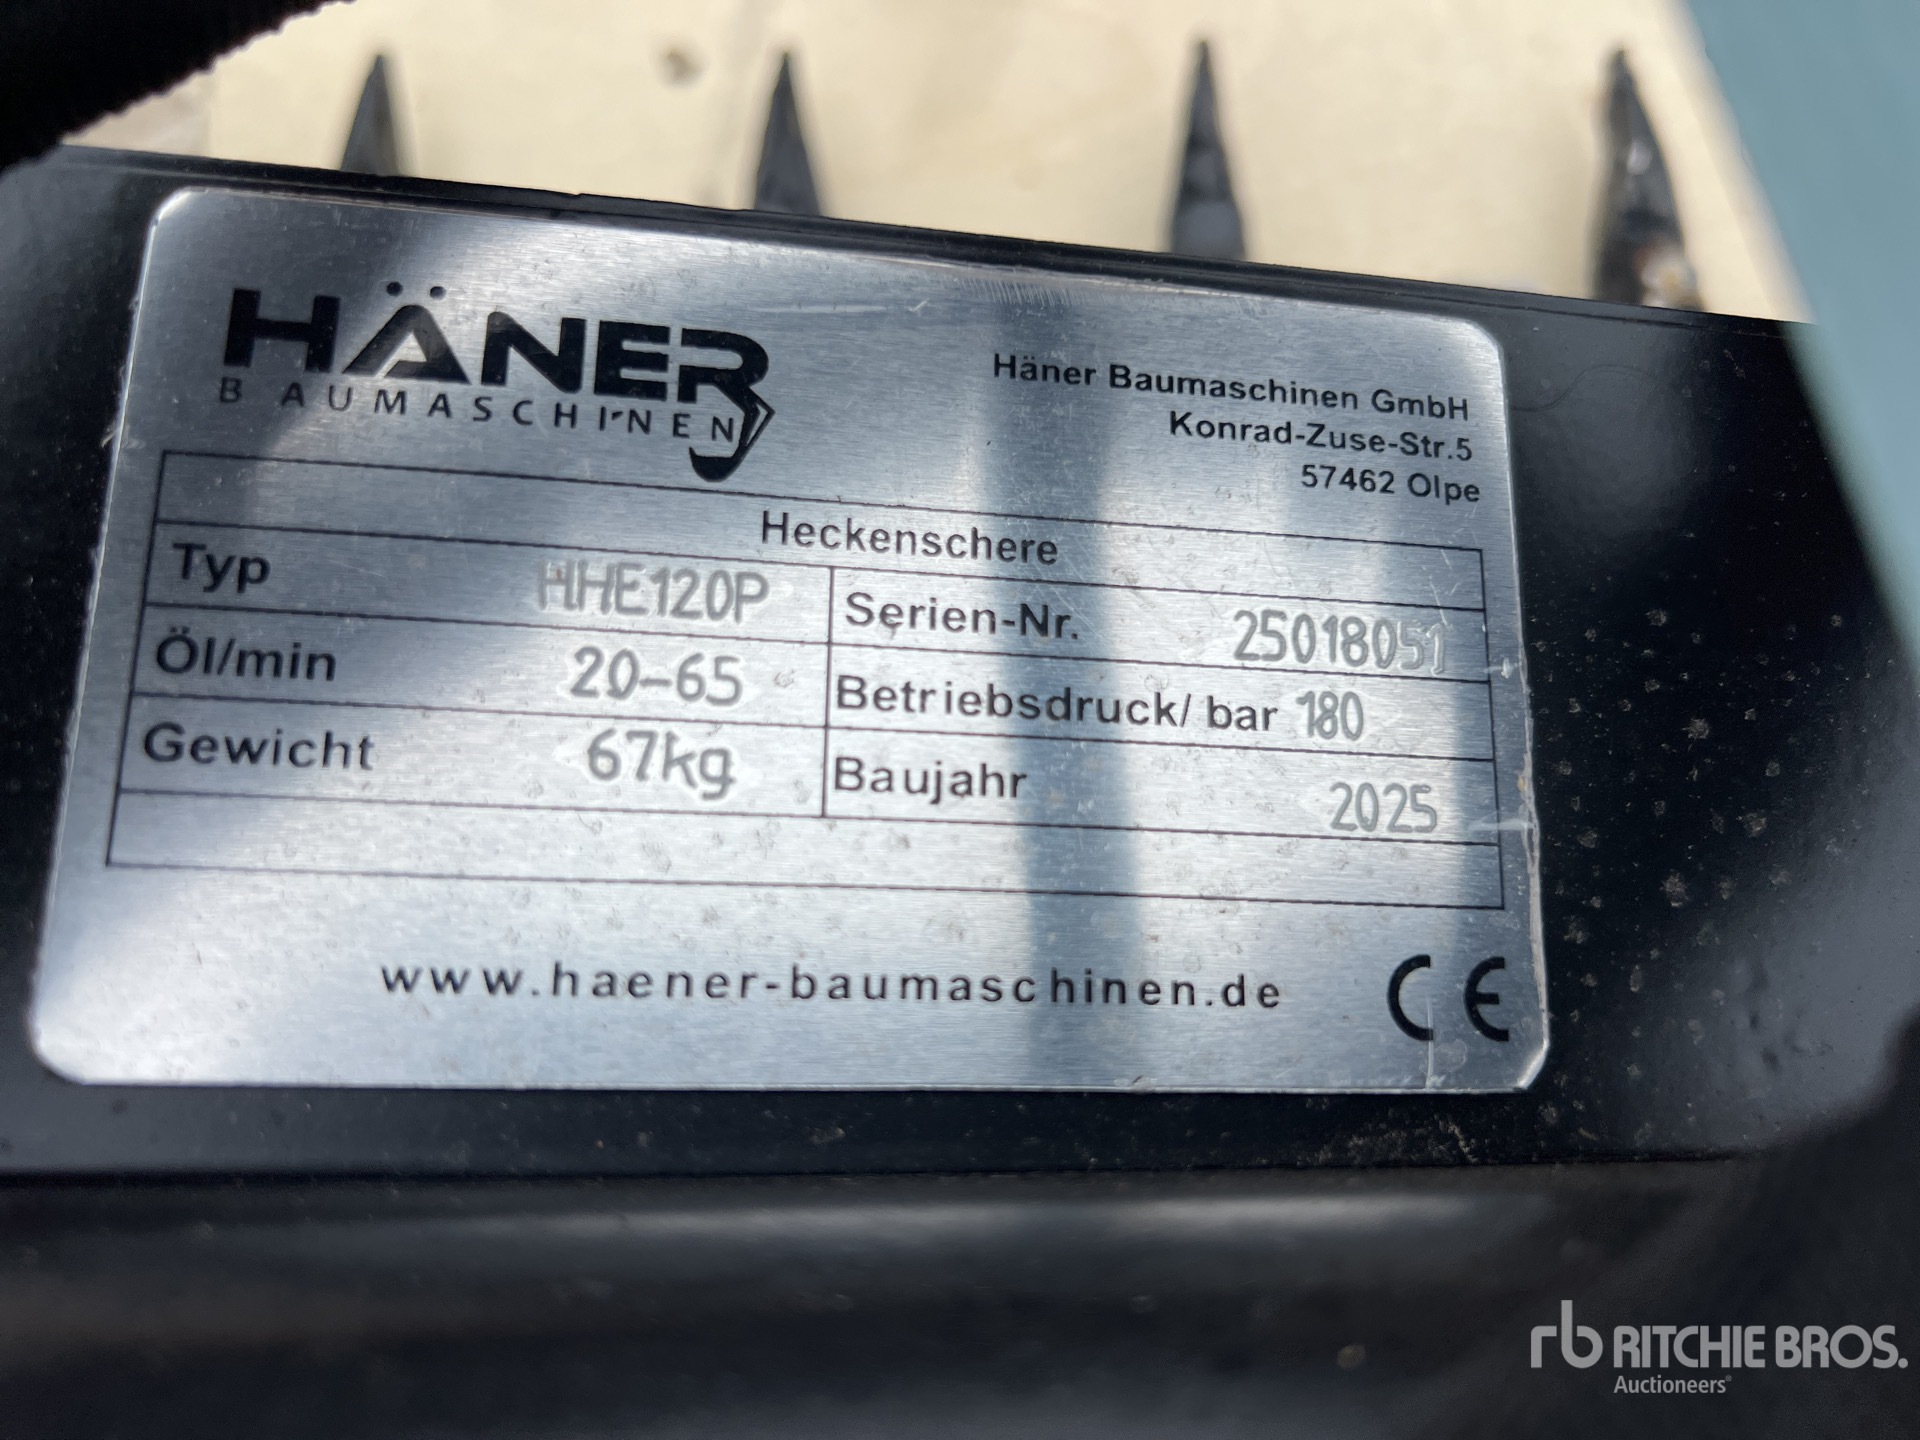 HÄNER
BAUMASCHINEN
Häner Baumaschinen GmbH
Konrad-Zuse-Str.5
57462 Olpe
Heckenschere
Typ HHE120P Serien-Nr. 25018051
Öl/min 20-65 Betriebsdruck/ bar 180
Gewicht 67kg Baujahr 2025
www.haener-baumaschinen.de CE
rb RITCHIE BROS.
Auctioneers®